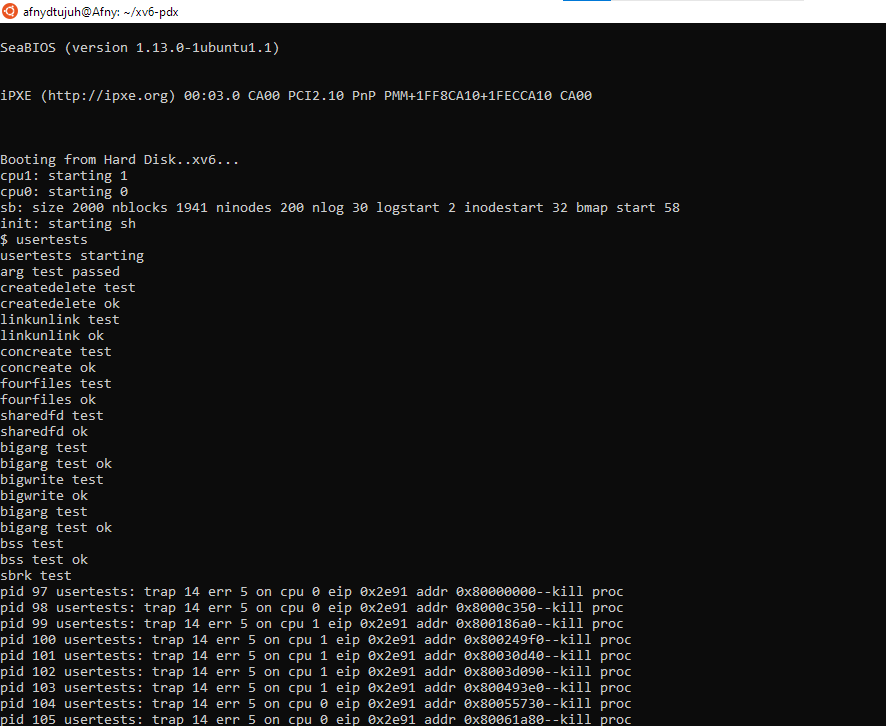 afnydtujuh@Afny: ~/xv6-pdx
SeaBIOS (version 1.13.0-1ubuntu1.1)
iPXE (http://ipxe.org) 00:03.0 CA00 PCI2.10 PnP PMM+1FF8CA10+1FECCA10 CA00
Booting from Hard Disk..xv6...
cpu1: starting 1
cpu0: starting 0
sb: size 2000 nblocks 1941 ninodes 200 nlog 30 logstart 2 inodestart 32 bmap start 58
init: starting sh
$ usertests
usertests starting
arg test passed
createdelete test
createdelete ok
linkunlink test
linkunlink ok
concreate test
concreate ok
fourfiles test
fourfiles ok
sharedfd test
sharedfd ok
bigarg test
bigarg test ok
bigwrite test
bigwrite ok
bigarg test
bigarg test ok
bss test
bss test ok
sbrk test
pid 97 usertests: trap 14 err 5 on cpu 0 eip 0x2e91 addr 0x80000000--kill proc
pid 98 usertests: trap 14 err 5 on cpu 0 eip 0x2e91 addr 0x8000c350--kill proc
pid 99 usertests: trap 14 err 5 on cpu 1 eip 0x2e91 addr 0x800186a0--kill proc
pid 100 usertests: trap 14 err 5 on cpu 1 eip 0x2e91 addr 0x800249f0--kill proc
pid 101 usertests: trap 14 err 5 on cpu 1 eip 0x2e91 addr 0x80030d40--kill proc
pid 102 usertests: trap 14 err 5 on cpu 1 eip 0x2e91 addr 0x8003d090--kill proc
pid 103 usertests: trap 14 err 5 on cpu 1 eip 0x2e91 addr 0x800493e0--kill proc
pid 104 usertests: trap 14 err 5 on cpu 0 eip 0x2e91 addr 0x80055730--kill proc
pid 105 usertests: trap 14 err 5 on cpu 0 eip 0x2e91 addr 0x80061a80--kill proc